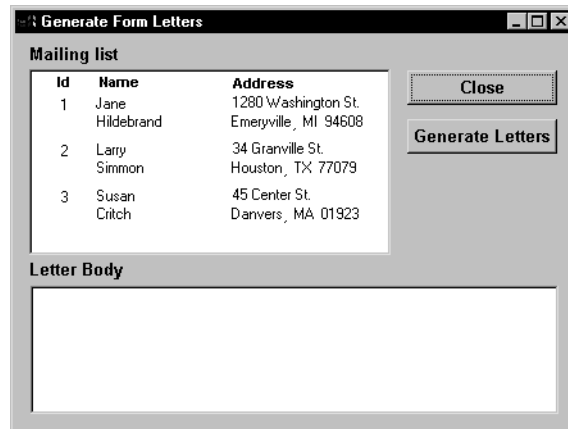 Generate Form Letters
Mailing list
Id Name Address
1 Jane 1280 Washington St.
Hildebrand Emeryville, MI 94608
2 Larry 34 Granville St.
Simmon Houston, TX 77079
3 Susan 45 Center St.
Critch Danvers, MA 01923
Close
Generate Letters
Letter Body